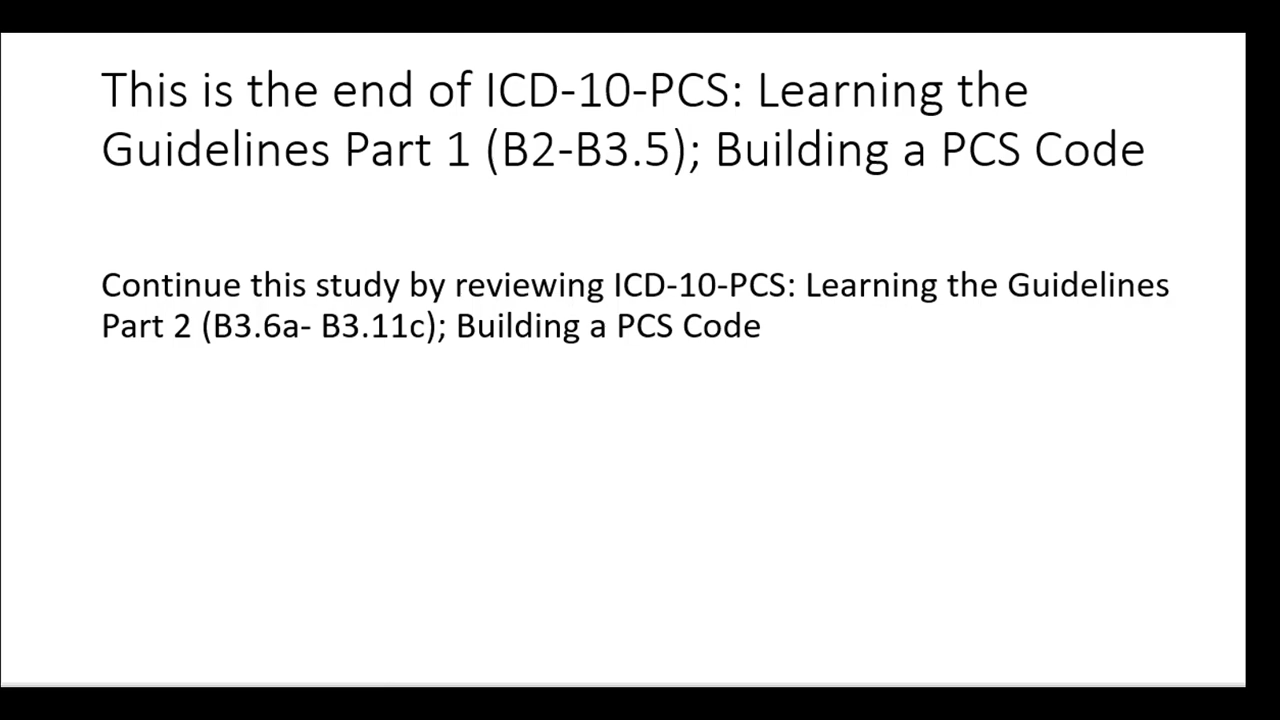 This is the end of ICD-10-PCS: Learning the
Guidelines Part 1 (B2-B3.5); Building a PCS Code
Continue this study by reviewing ICD-10-PCS: Learning the Guidelines
Part 2 (B3.6a- B3.11c); Building a PCS Code